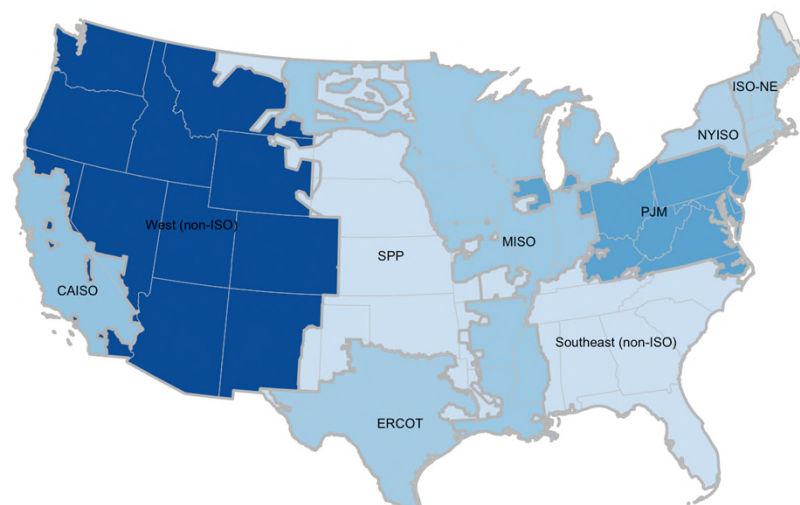 ISO-NE
NYISO
PJM
West (non-ISO)
MISO
SPP
CAISO
Southeast (non-ISO)
ERCOT